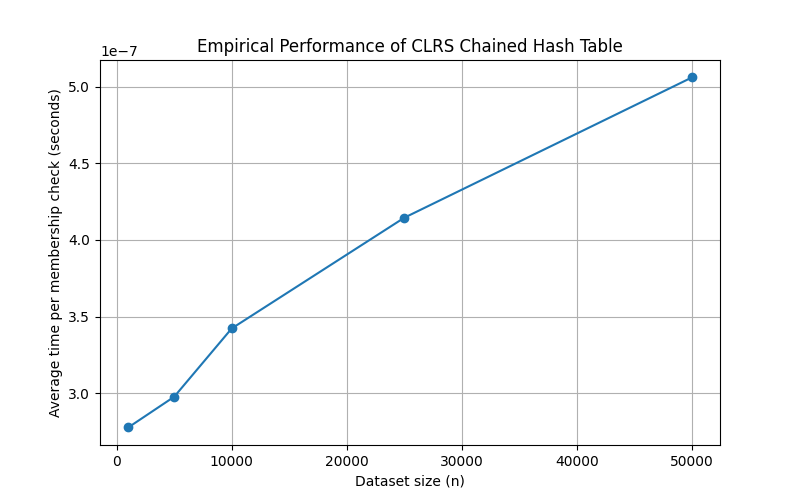 Empirical Performance of CLRS Chained Hash Table
1e−7
5.0
4.5
4.0
3.5
3.0
Average time per membership check (seconds)
0 10000 20000 30000 40000 50000
Dataset size (n)